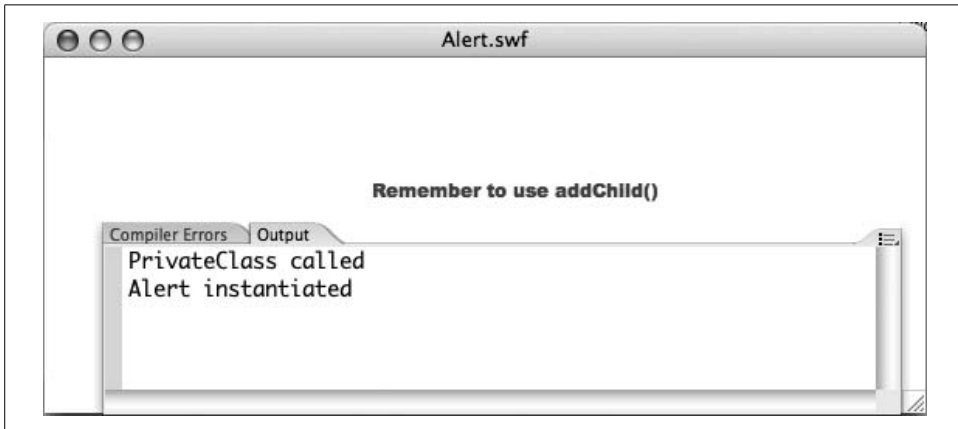 Alert.swf
Remember to use addChild()
Compiler Errors Output
PrivateClass called
Alert instantiated